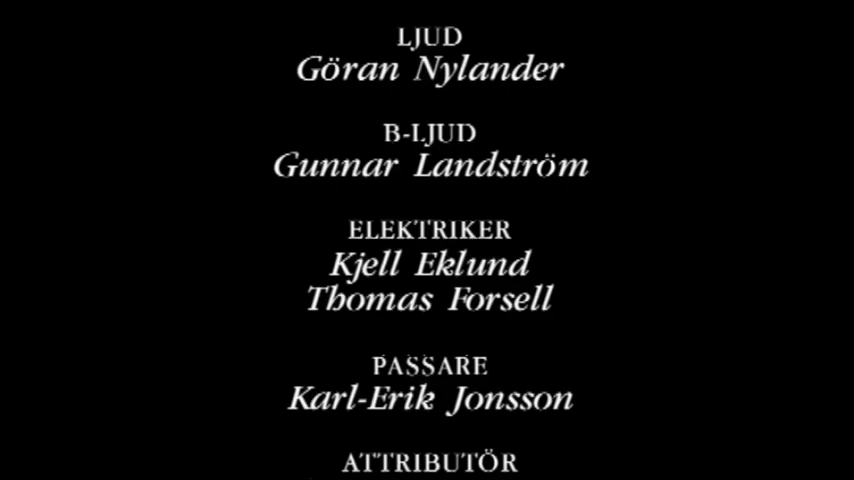 LJUD
Göran Nylander
B-LJUD
Gunnar Landström
ELEKTRIKER
Kjell Eklund
Thomas Forsell
PASSARE
Karl-Erik Jonsson
ATTRIBUTÖR